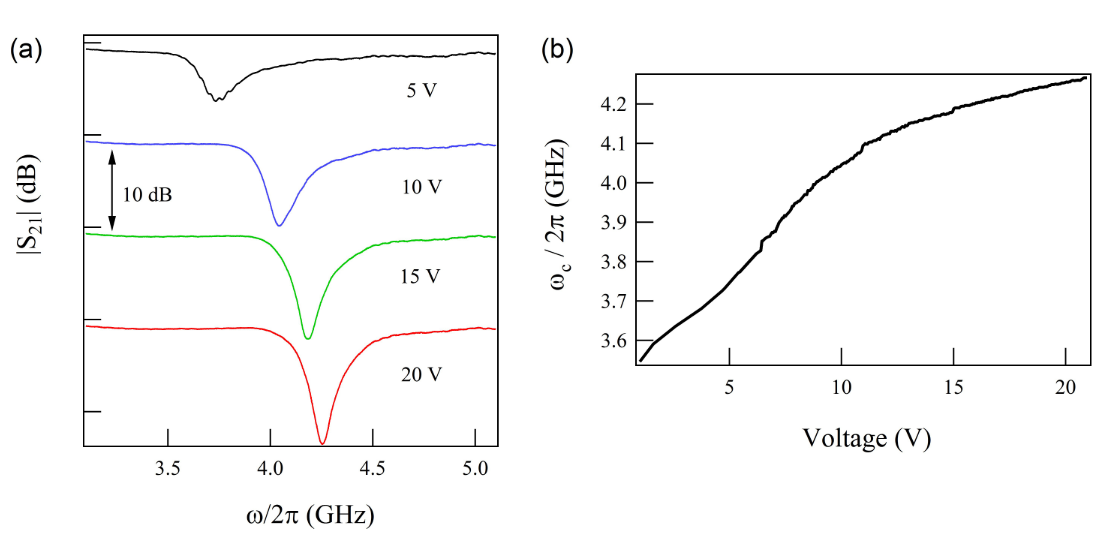 (a)
|S21| (dB)
5 V
10 V
10 dB
15 V
20 V
3.5 4.0 4.5 5.0
ω/2π (GHz)
(b)
ωc / 2π (GHz)
4.2
4.1
4.0
3.9
3.8
3.7
3.6
5 10 15 20
Voltage (V)